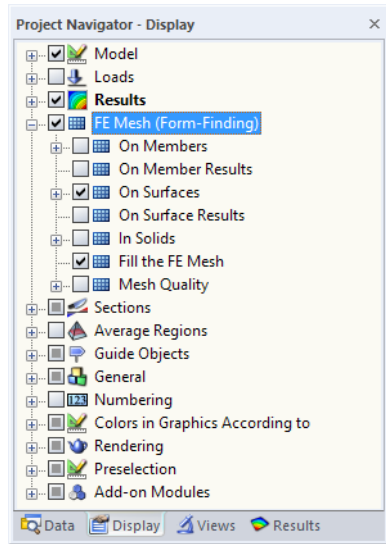 Project Navigator - Display
Model
Loads
Results
FE Mesh (Form-Finding)
On Members
On Member Results
On Surfaces
On Surface Results
In Solids
Fill the FE Mesh
Mesh Quality
Sections
Average Regions
Guide Objects
General
123 Numbering
Colors in Graphics According to
Rendering
Preselection
Add-on Modules
Data Display Views Results